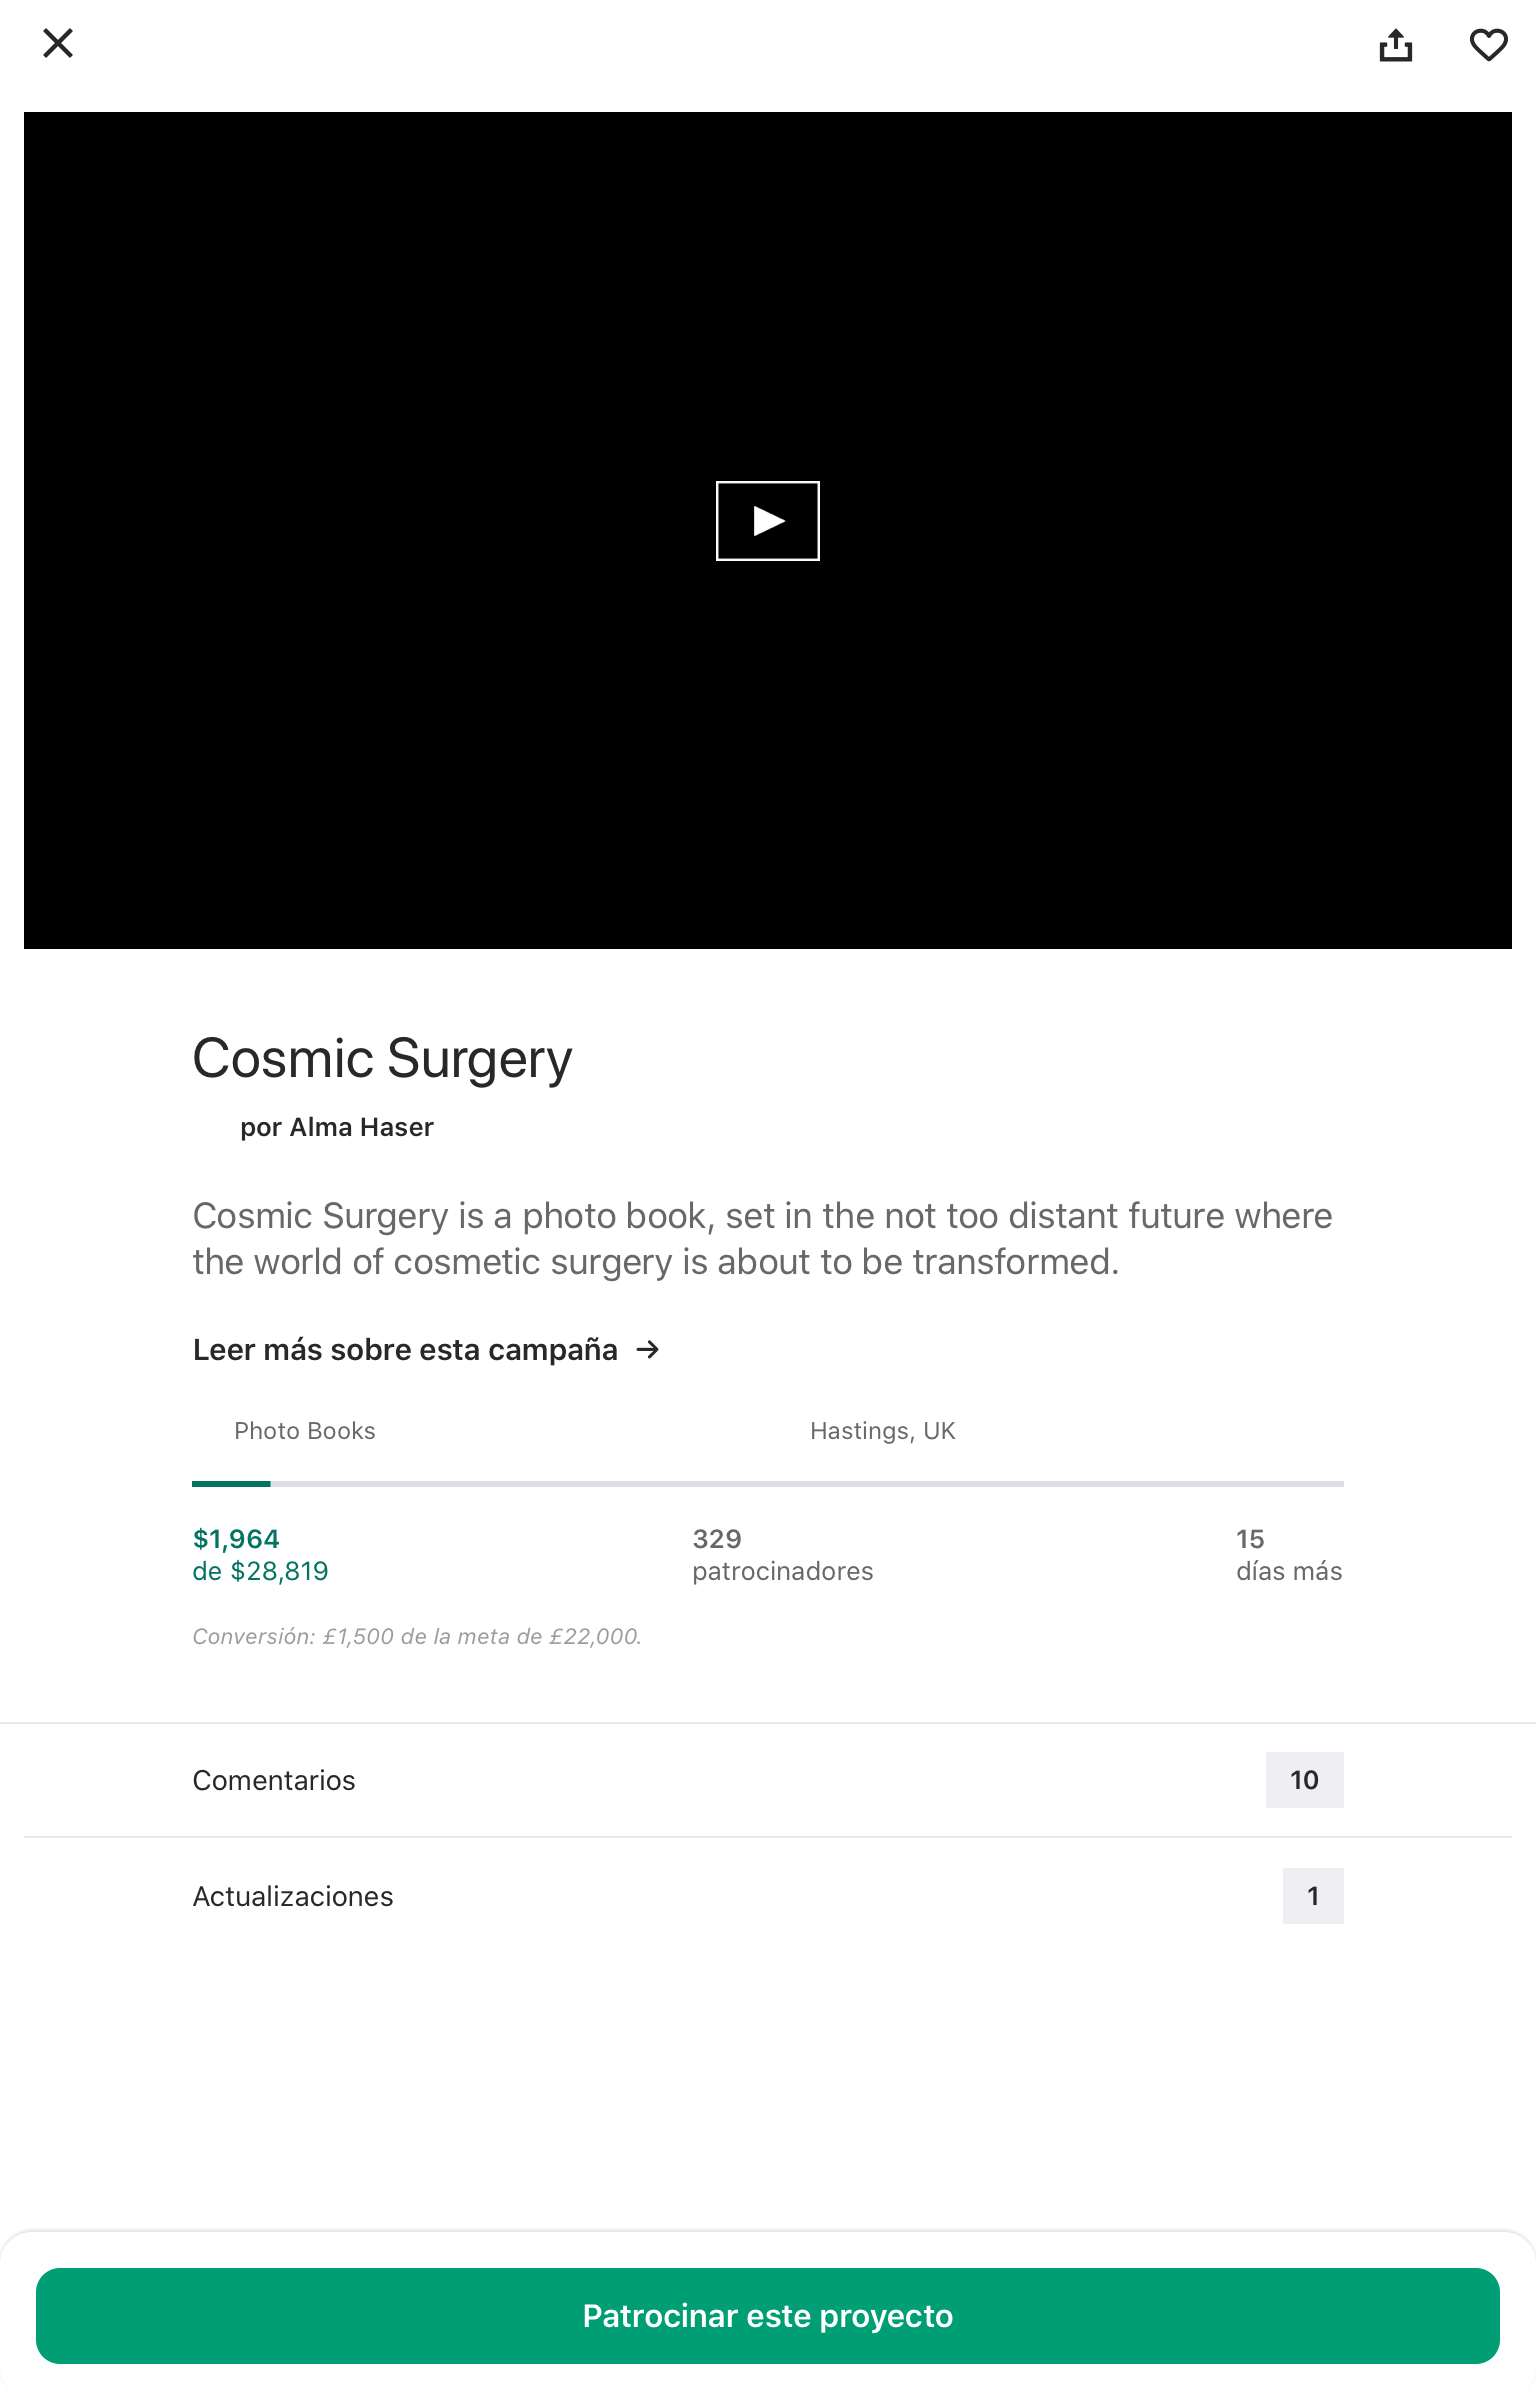 Cosmic Surgery
por Alma Haser
Cosmic Surgery is a photo book, set in the not too distant future where
the world of cosmetic surgery is about to be transformed.
Leer más sobre esta campaña →
Photo Books
Hastings, UK
$1,964
de $28,819
329
patrocinadores
15
días más
Conversión: £1,500 de la meta de £22,000.
Comentarios
10
Actualizaciones
1
Patrocinar este proyecto